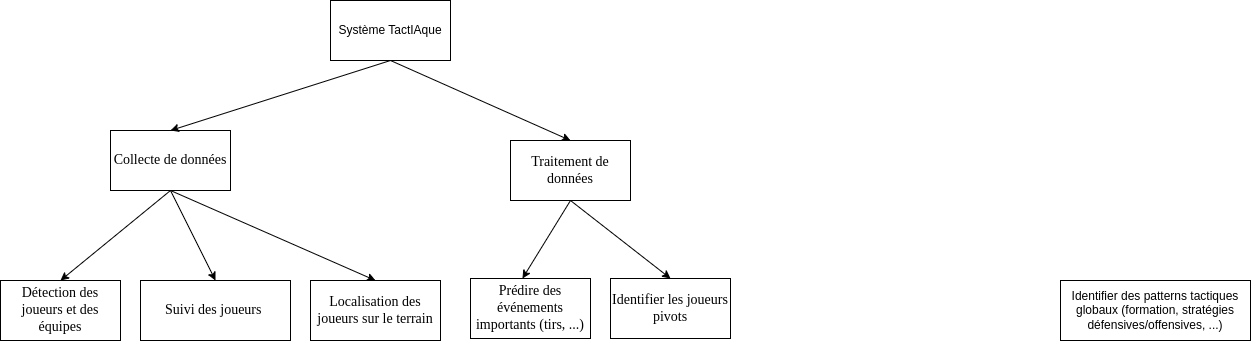 Système TactIAque
Collecte de données
Traitement de
données
Détection des
joueurs et des
équipes
Suivi des joueurs
Localisation des
joueurs sur le terrain
Prédire des
événements
importants (tirs, ...)
Identifier les joueurs
pivots
Identifier des patterns tactiques
globaux (formation, stratégies
défensives/offensives, ...)